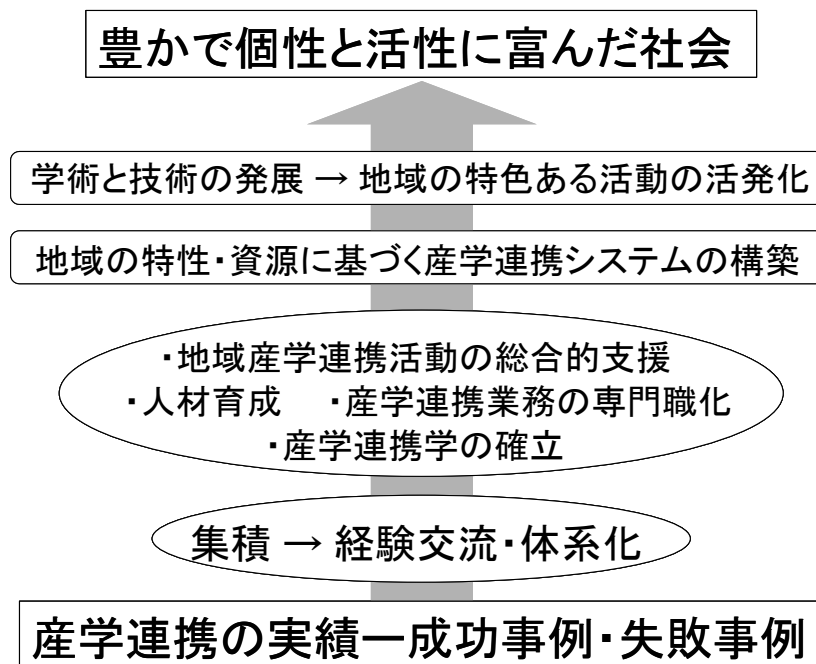 豊かで個性と活性に富んだ社会
学術と技術の発展 → 地域の特色ある活動の活発化
地域の特性・資源に基づく産学連携システムの構築
・地域産学連携活動の総合的支援
・人材育成　・産学連携業務の専門職化
・産学連携学の確立
集積 → 経験交流・体系化
産学連携の実績―成功事例・失敗事例